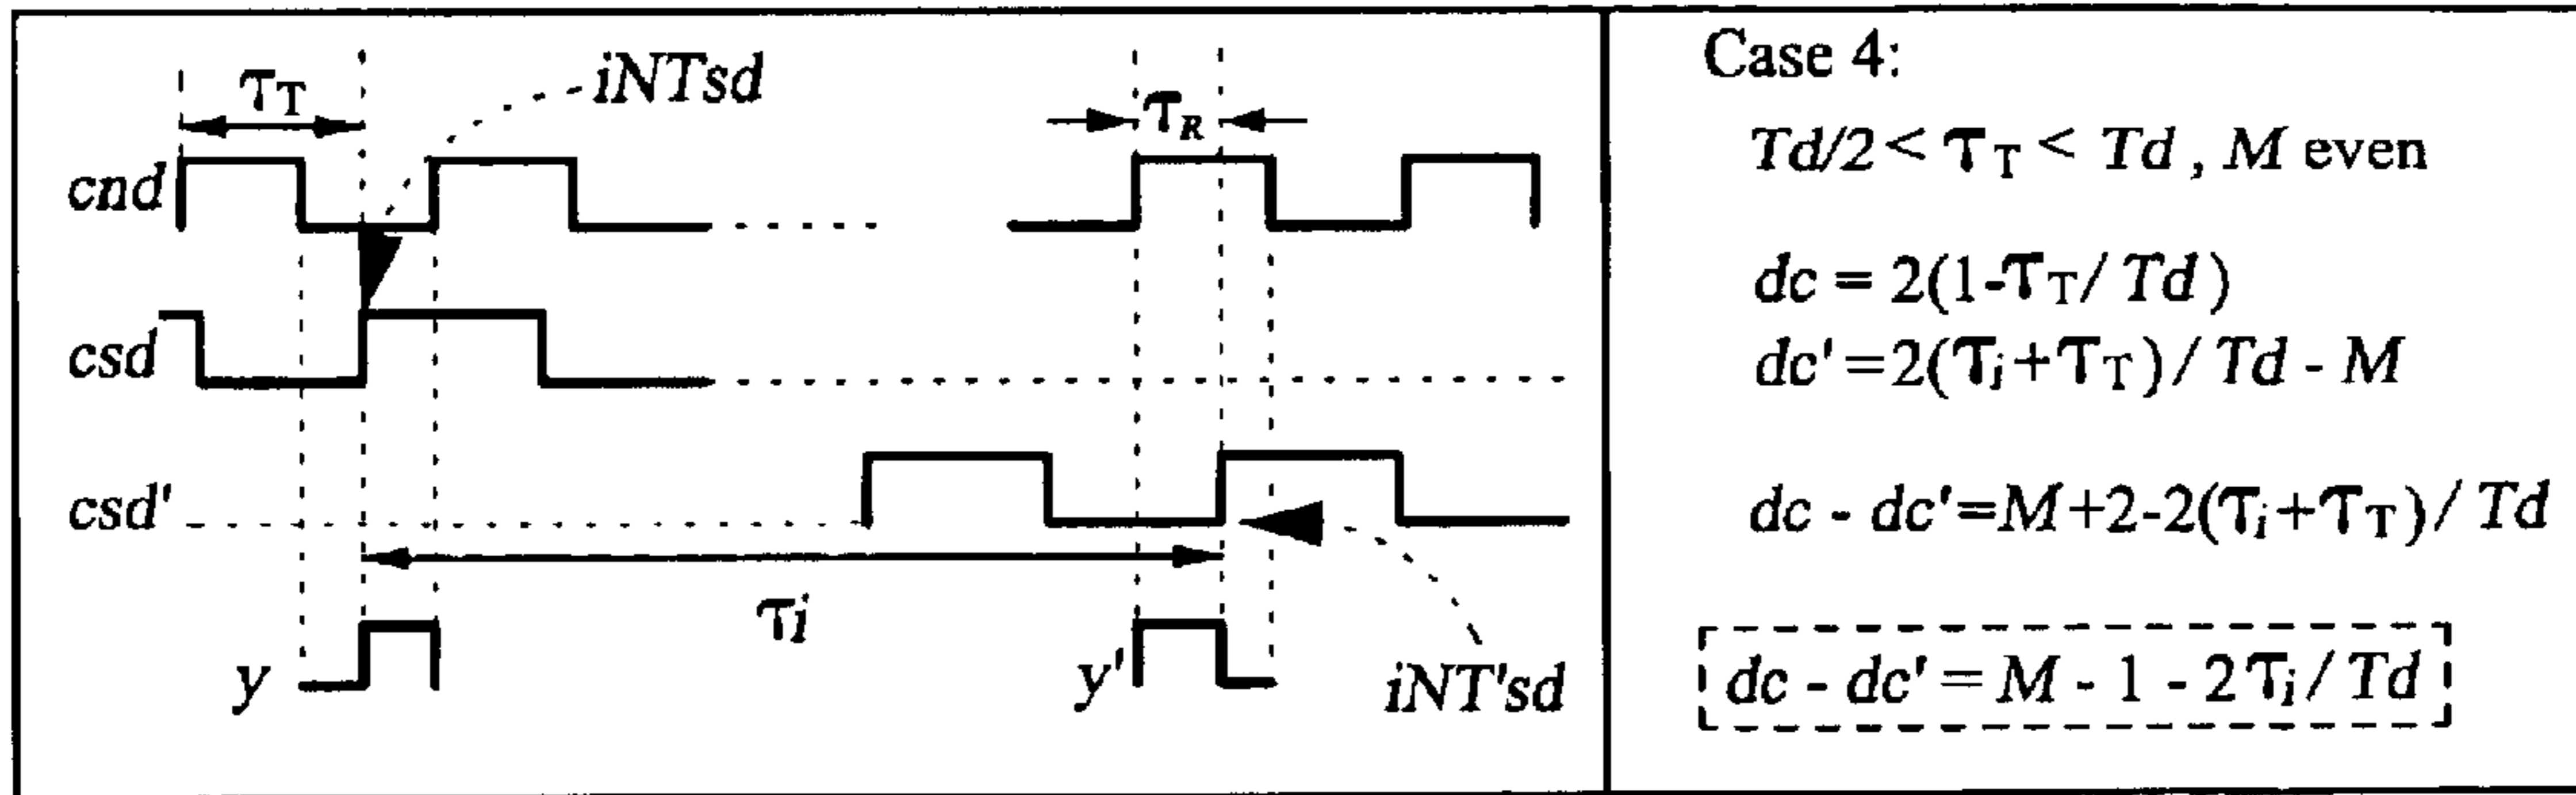 τT
iNTsd
τR
cnd
csd
csd'
τi
y
y'
iNT'sd
Case 4:
Td/2 < τT < Td , M even
dc = 2(1-τT/ Td )
dc' =2(τi+τT)/ Td - M
dc - dc'=M+2-2(τi+τT)/ Td
dc - dc' = M - 1 - 2τi/ Td